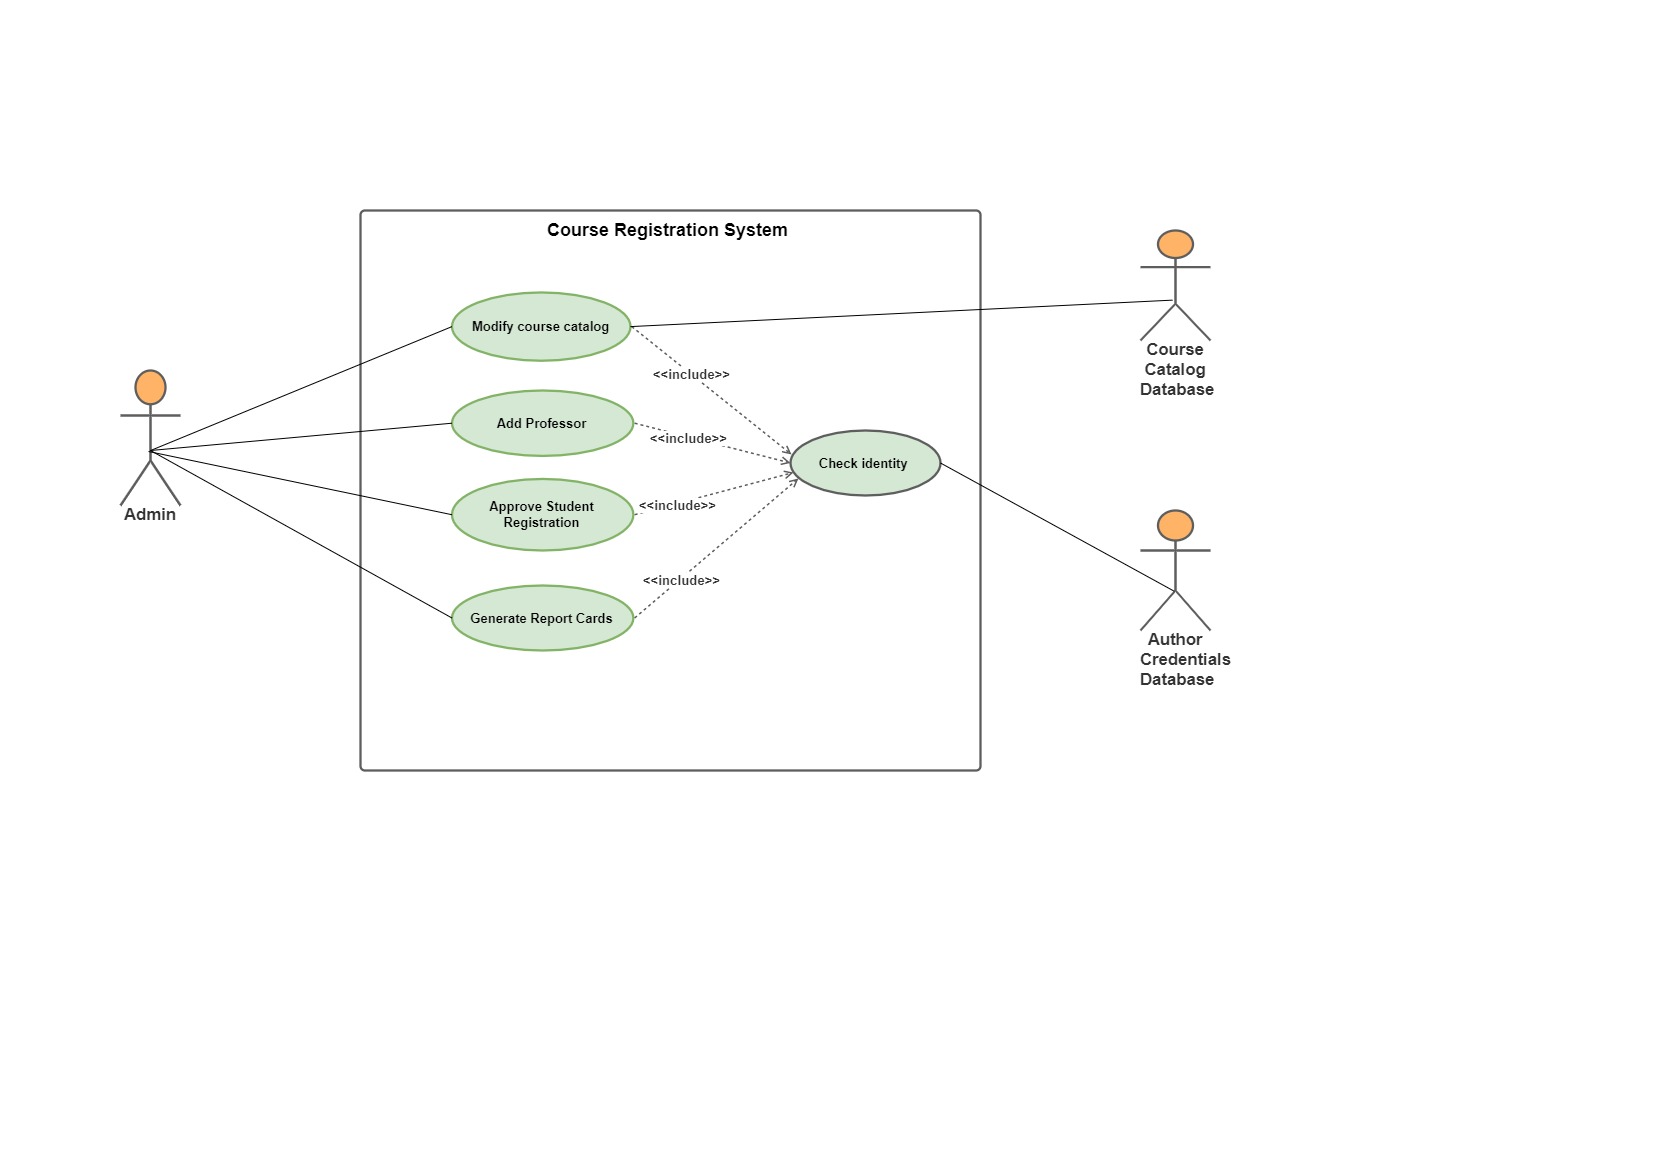 Course Registration System
Modify course catalog
<<include>>
Add Professor
<<include>>
Check identity
Approve Student
Registration
<<include>>
Generate Report Cards
<<include>>
Admin
Course
Catalog
Database
Author
Credentials
Database